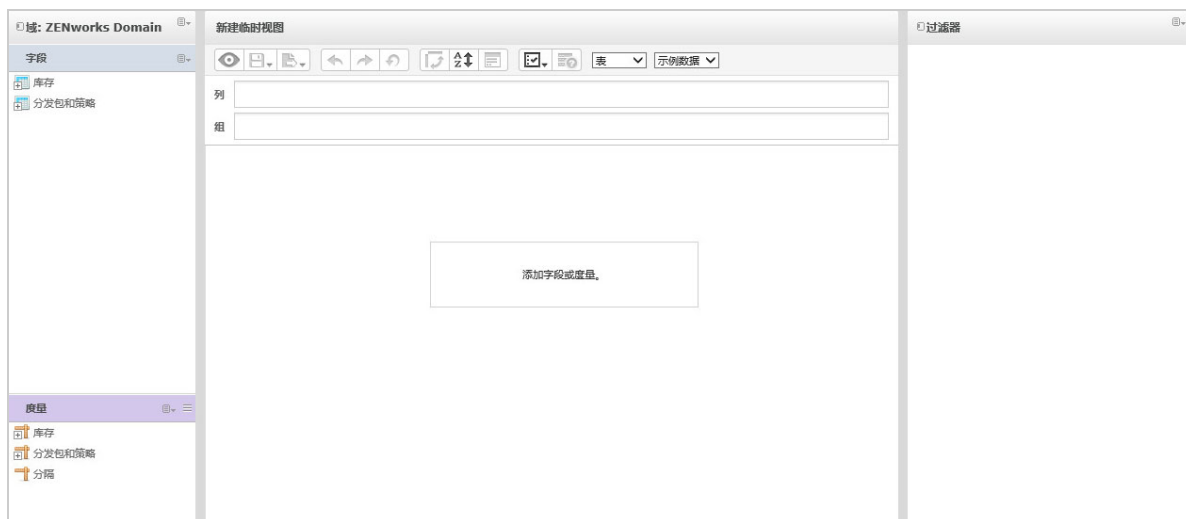 域: ZENworks Domain
字段
库存
分发包和策略
度量
库存
分发包和策略
分隔
新建临时视图
表
示例数据
列
组
添加字段或度量。
过滤器